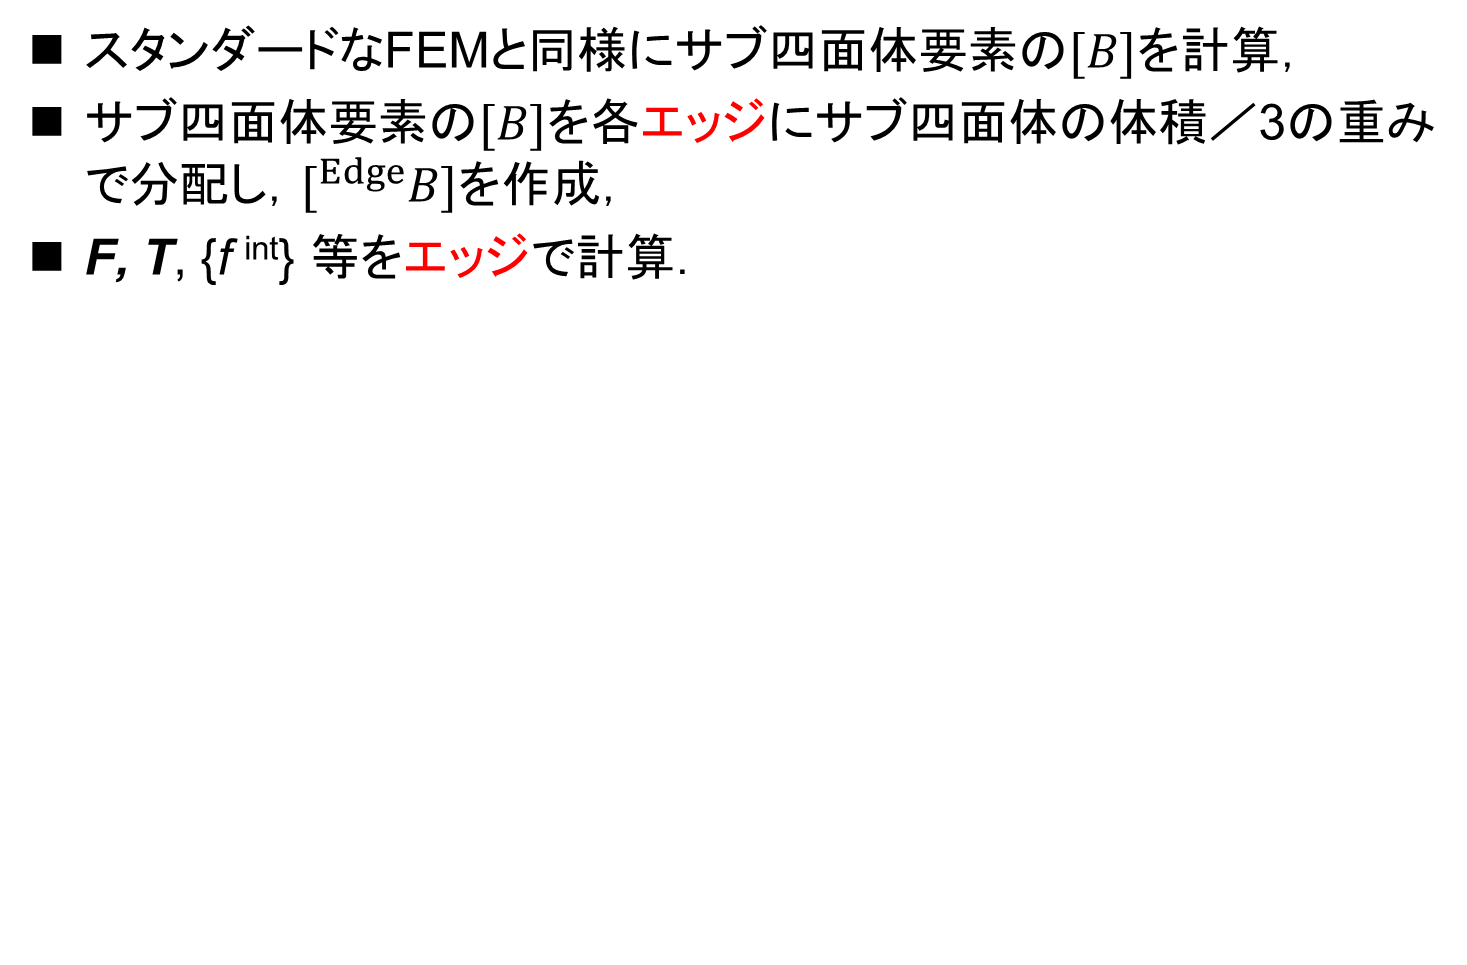 ■ スタンダードなFEMと同様にサブ四面体要素の[B]を計算，
■ サブ四面体要素の[B]を各エッジにサブ四面体の体積／3の重み
で分配し，[ᴱᵈᵍᵉB]を作成，
■ F, T, {f ⁱⁿᵗ} 等をエッジで計算．